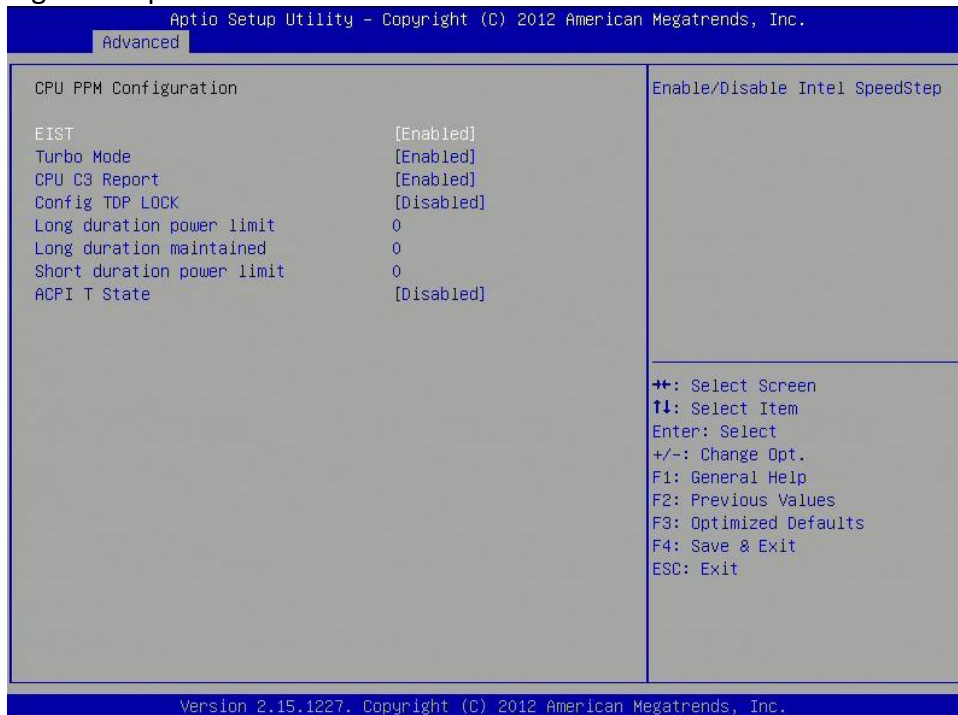 Aptio Setup Utility – Copyright (C) 2012 American Megatrends, Inc.
Advanced
CPU PPM Configuration
EIST [Enabled]
Turbo Mode [Enabled]
CPU C3 Report [Enabled]
Config TDP LOCK [Disabled]
Long duration power limit 0
Long duration maintained 0
Short duration power limit 0
ACPI T State [Disabled]
Enable/Disable Intel SpeedStep
→←: Select Screen
↑↓: Select Item
Enter: Select
+/-: Change Opt.
F1: General Help
F2: Previous Values
F3: Optimized Defaults
F4: Save & Exit
ESC: Exit
Version 2.15.1227. Copyright (C) 2012 American Megatrends, Inc.